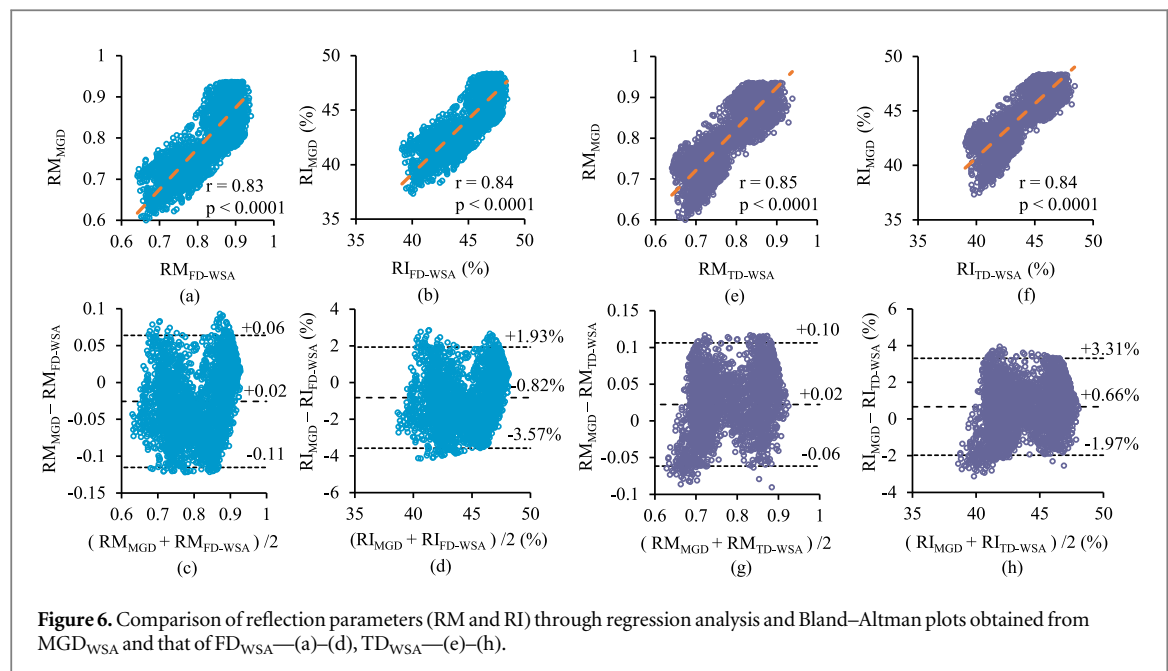 1
0.9
0.8
0.7
0.6
RM_MGD
r = 0.83
p < 0.0001
0.6 0.7 0.8 0.9 1
RM_FD-WSA
(a)
50
45
40
35
RI_MGD (%)
r = 0.84
p < 0.0001
35 40 45 50
RI_FD-WSA (%)
(b)
1
0.9
0.8
0.7
0.6
RM_MGD
r = 0.85
p < 0.0001
0.6 0.7 0.8 0.9 1
RM_TD-WSA
(e)
50
45
40
35
RI_MGD (%)
r = 0.84
p < 0.0001
35 40 45 50
RI_TD-WSA (%)
(f)
0.1
0.05
0
-0.05
-0.1
-0.15
RM_MGD – RM_FD-WSA
+0.06
+0.02
-0.11
0.6 0.7 0.8 0.9 1
( RM_MGD + RM_FD-WSA ) /2
(c)
4
2
0
-2
-4
-6
RI_MGD – RI_FD-WSA (%)
+1.93%
-0.82%
-3.57%
35 40 45 50
(RI_MGD + RI_FD-WSA ) /2 (%)
(d)
0.15
0.1
0.05
0
-0.05
-0.1
RM_MGD – RM_TD-WSA
+0.10
+0.02
-0.06
0.6 0.7 0.8 0.9 1
( RM_MGD + RM_TD-WSA ) /2
(g)
6
4
2
0
-2
-4
RI_MGD – RI_TD-WSA (%)
+3.31%
+0.66%
-1.97%
35 40 45 50
(RI_MGD + RI_TD-WSA ) /2 (%)
(h)
Figure 6. Comparison of reflection parameters (RM and RI) through regression analysis and Bland–Altman plots obtained from
MGD_WSA and that of FD_WSA—(a)–(d), TD_WSA—(e)–(h).